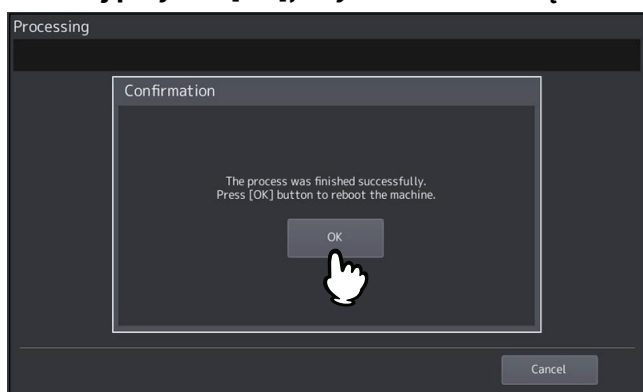 Processing
Confirmation
The process was finished successfully.
Press [OK] button to reboot the machine.
OK
Cancel